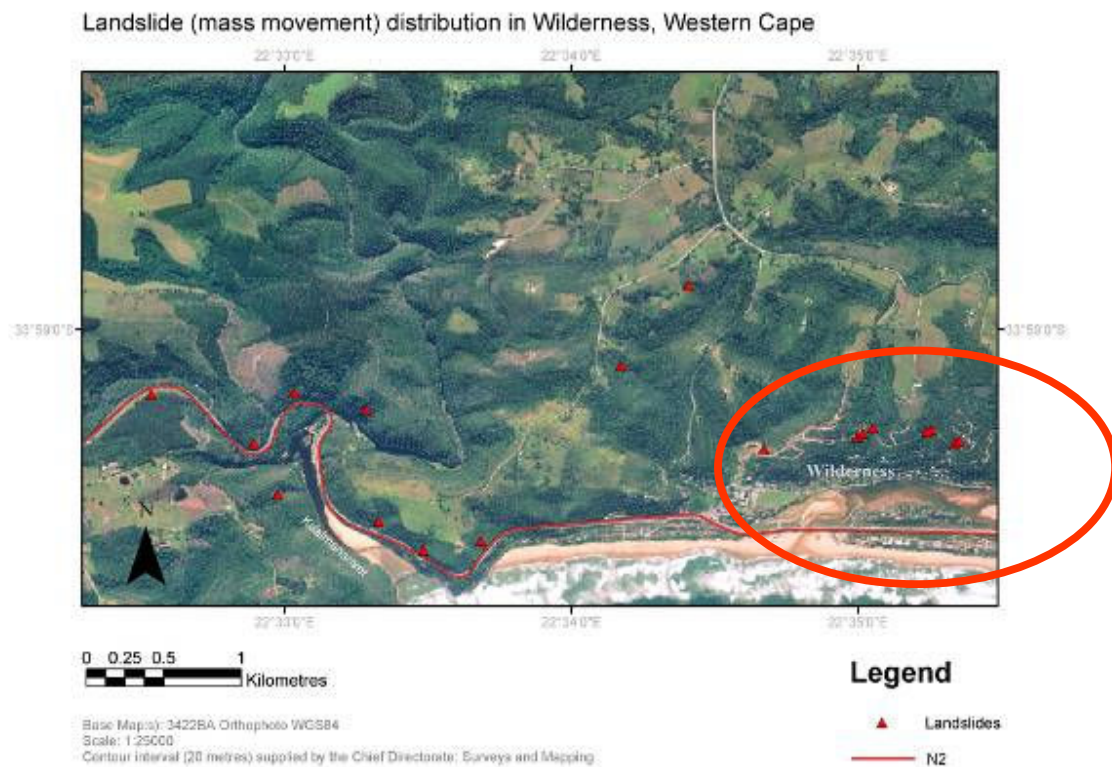 Landslide (mass movement) distribution in Wilderness, Western Cape
22°33'0"E 22°34'0"E 22°35'0"E
33°59'0"S 33°59'0"S
Wilderness
N
22°33'0"E 22°34'0"E 22°35'0"E
0 0.25 0.5 1
Kilometres
Legend
Landslides
N2
Base Map(s): 3422BA Orthophoto WGS84
Scale: 1:25000
Contour interval (20 metres) supplied by the Chief Directorate: Surveys and Mapping